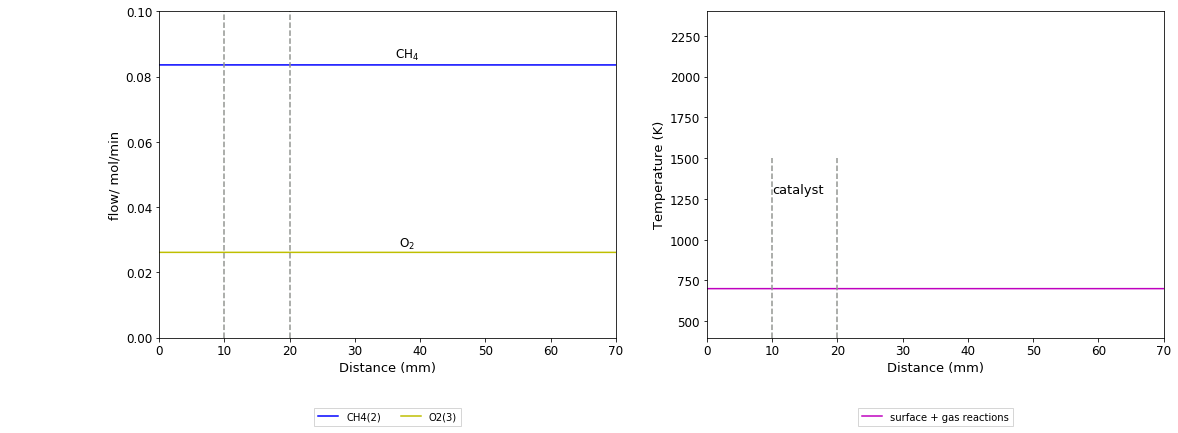 flow/ mol/min
0.10
0.08
0.06
0.04
0.02
0.00
CH₄
O₂
0 10 20 30 40 50 60 70
Distance (mm)
CH4(2) O2(3)
Temperature (K)
2250
2000
1750
1500
1250
1000
750
500
catalyst
0 10 20 30 40 50 60 70
Distance (mm)
surface + gas reactions